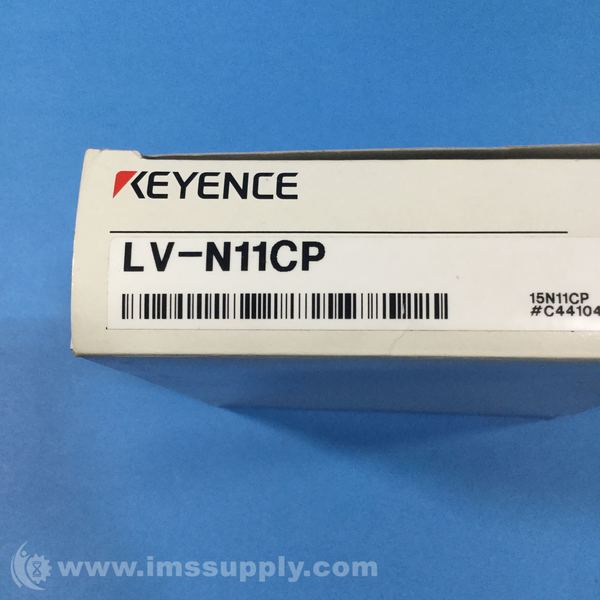 KEYENCE
LV-N11CP
15N11CP
#C44104
www.imssupply.com